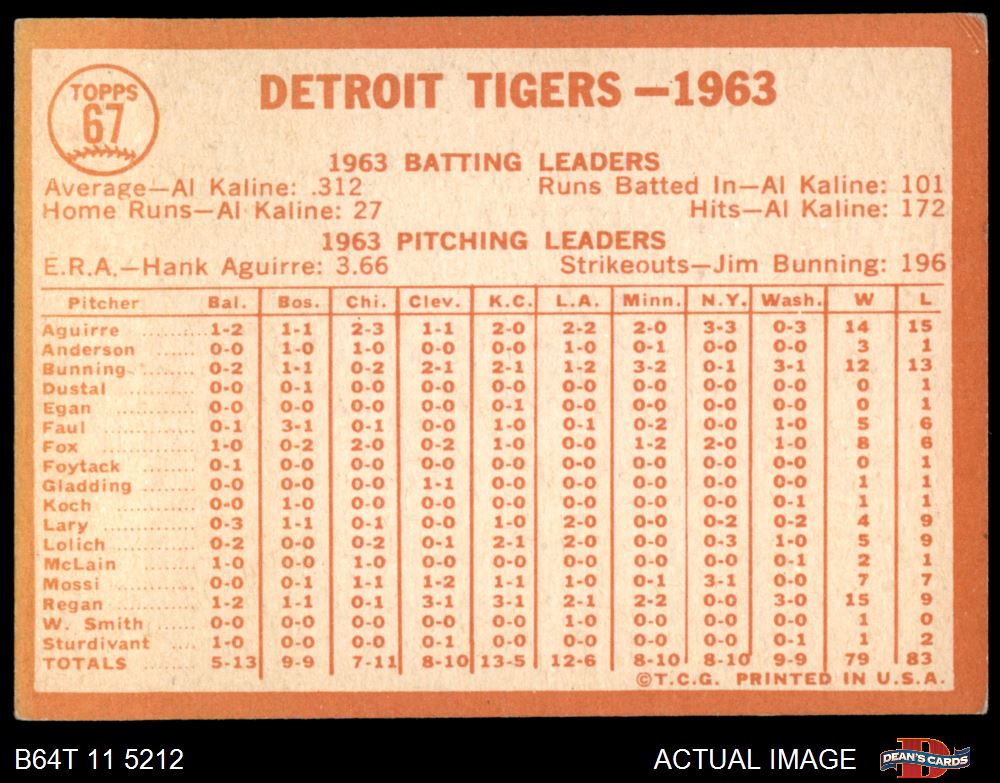 TOPPS
67
DETROIT TIGERS—1963
1963 BATTING LEADERS
Average—Al Kaline: .312 Runs Batted In—Al Kaline: 101
Home Runs—Al Kaline: 27 Hits—Al Kaline: 172
1963 PITCHING LEADERS
E.R.A.—Hank Aguirre: 3.66 Strikeouts—Jim Bunning: 196
Pitcher Bal. Bos. Chi. Clev. K.C. L.A. Minn. N.Y. Wash. W L
Aguirre 1-2 1-1 2-3 1-1 2-0 2-2 2-0 3-3 0-3 14 15
Anderson 0-0 1-0 1-0 0-0 0-0 1-0 0-1 0-0 0-0 3 1
Bunning 0-2 1-1 0-2 2-1 2-1 1-2 3-2 0-1 3-1 12 13
Dustal 0-0 0-1 0-0 0-0 0-0 0-0 0-0 0-0 0-0 0 1
Egan 0-0 0-0 0-0 0-0 0-1 0-0 0-0 0-0 0-0 0 1
Faul 0-1 3-1 0-1 0-0 1-0 0-1 0-2 0-0 1-0 5 6
Fox 1-0 0-2 2-0 0-2 1-0 0-0 1-2 2-0 1-0 8 6
Foytack 0-1 0-0 0-0 0-0 0-0 0-0 0-0 0-0 0-0 0 1
Gladding 0-0 0-0 0-0 1-1 0-0 0-0 0-0 0-0 0-0 1 1
Koch 0-0 1-0 0-0 0-0 0-0 0-0 0-0 0-0 0-1 1 1
Lary 0-3 1-1 0-1 0-0 1-0 2-0 0-0 0-2 0-2 4 9
Lolich 0-2 0-0 0-2 0-1 2-1 2-0 0-0 0-3 1-0 5 9
McLain 1-0 0-0 1-0 0-0 0-0 0-0 0-0 0-0 0-1 2 1
Mossi 0-0 0-1 1-1 1-2 1-1 1-0 0-1 3-1 0-0 7 7
Regan 1-2 1-1 0-1 3-1 3-1 2-1 2-2 0-0 3-0 15 9
W. Smith 0-0 0-0 0-0 0-0 0-0 1-0 0-0 0-0 0-0 1 0
Sturdivant 1-0 0-0 0-0 0-1 0-0 0-0 0-0 0-0 0-1 1 2
TOTALS 5-13 9-9 7-11 8-10 13-5 12-6 8-10 8-10 9-9 79 83
©T.C.G. PRINTED IN U.S.A.
B64T 11 5212 ACTUAL IMAGE DEAN'S CARDS